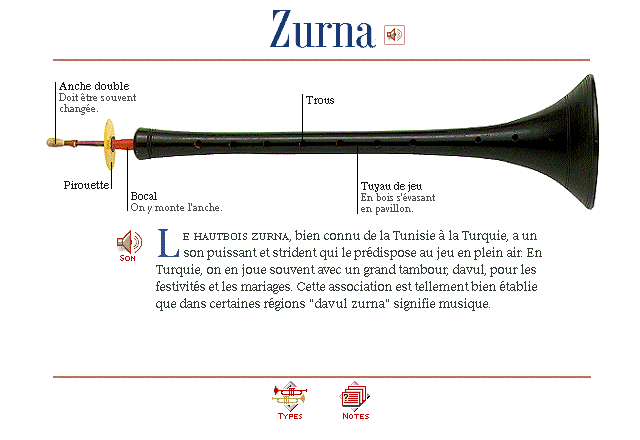 Zurna
Anche double
Doit être souvent
changée.
Trous
Pirouette
Bocal
On y monte l'anche.
Tuyau de jeu
En bois s'évasant
en pavillon.
Son
LE HAUTBOIS ZURNA, bien connu de la Tunisie à la Turquie, a un
son puissant et strident qui le prédispose au jeu en plein air. En
Turquie, on en joue souvent avec un grand tambour, davul, pour les
festivités et les mariages. Cette association est tellement bien établie
que dans certaines régions "davul zurna" signifie musique.
TYPES
NOTES